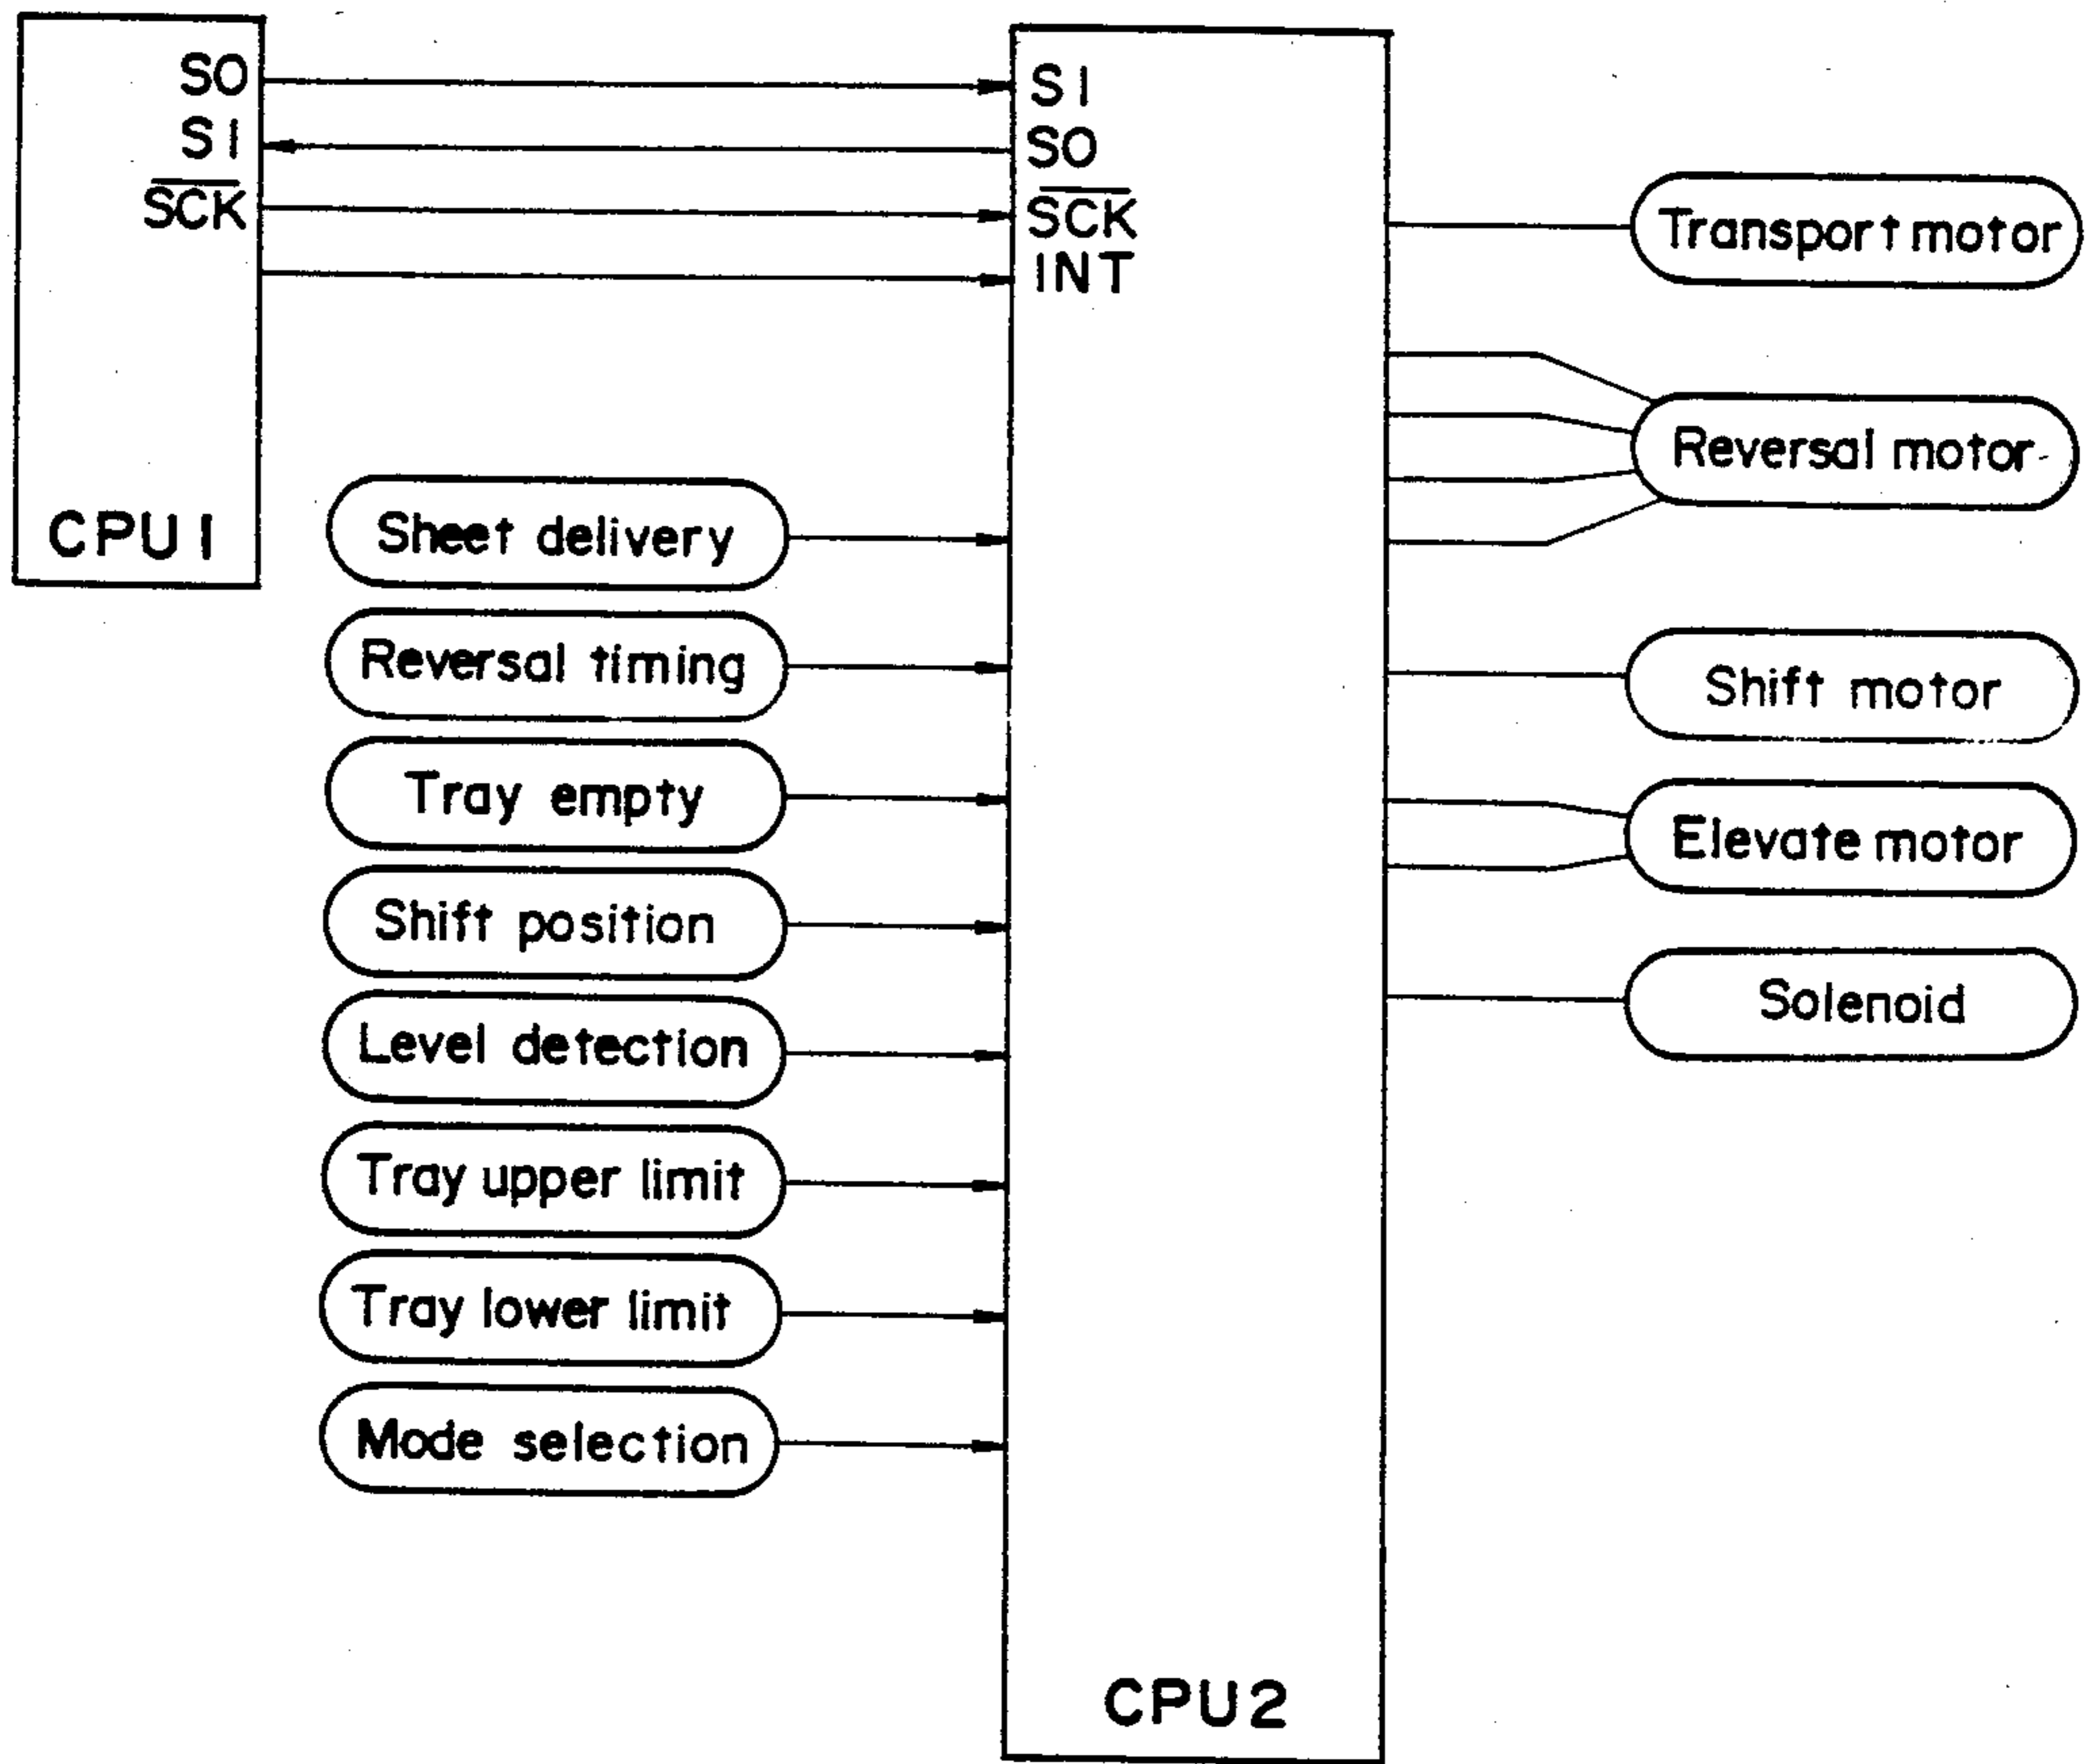 SO
SI
SCK
CPU1
SI
SO
SCK
INT
CPU2
Sheet delivery
Reversal timing
Tray empty
Shift position
Level detection
Tray upper limit
Tray lower limit
Mode selection
Transport motor
Reversal motor
Shift motor
Elevate motor
Solenoid